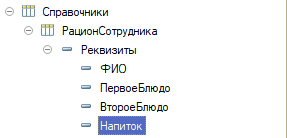 Справочники
РационСотрудника
Реквизиты
ФИО
ПервоеБлюдо
ВтороеБлюдо
Напиток